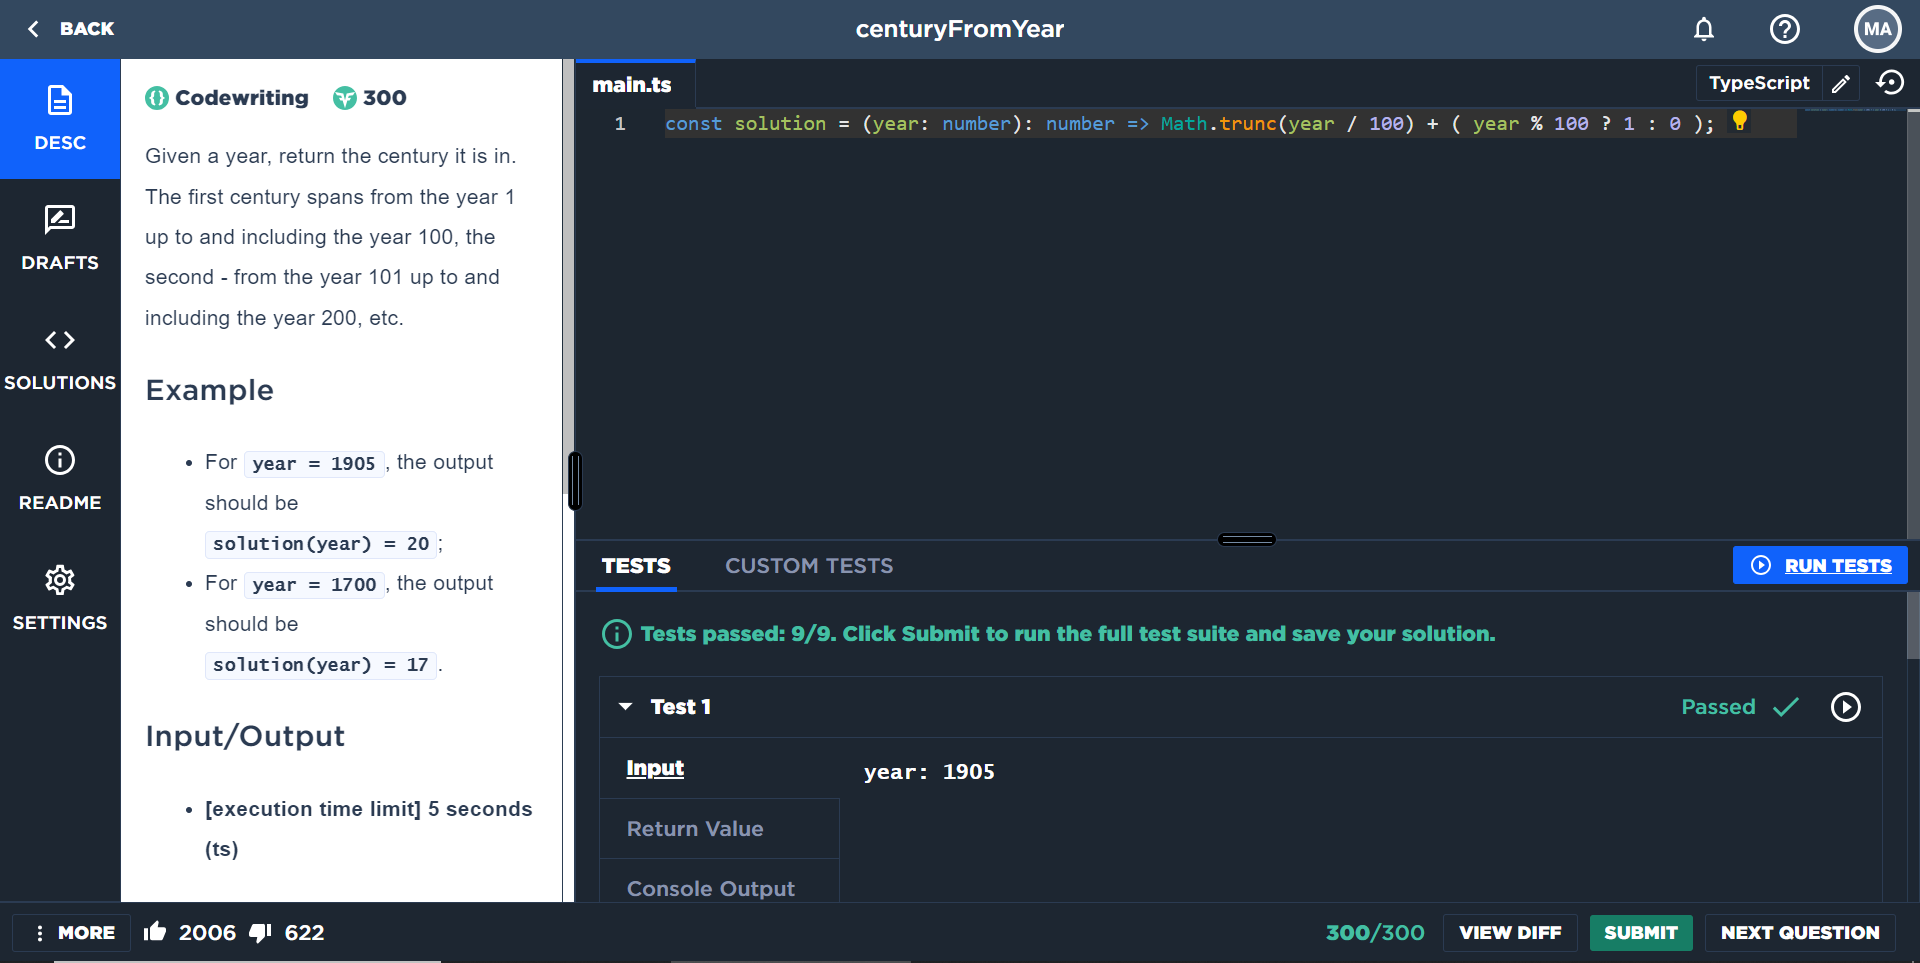 BACK
centuryFromYear
MA
DESC
DRAFTS
SOLUTIONS
README
SETTINGS
Codewriting 300
Given a year, return the century it is in.
The first century spans from the year 1
up to and including the year 100, the
second - from the year 101 up to and
including the year 200, etc.
Example
• For year = 1905, the output
should be
solution(year) = 20;
• For year = 1700, the output
should be
solution(year) = 17.
Input/Output
• [execution time limit] 5 seconds
(ts)
main.ts
TypeScript
1 const solution = (year: number): number => Math.trunc(year / 100) + ( year % 100 ? 1 : 0 );
TESTS CUSTOM TESTS
RUN TESTS
Tests passed: 9/9. Click Submit to run the full test suite and save your solution.
Test 1
Passed
Input
year: 1905
Return Value
Console Output
MORE 2006 622
300/300 VIEW DIFF SUBMIT NEXT QUESTION